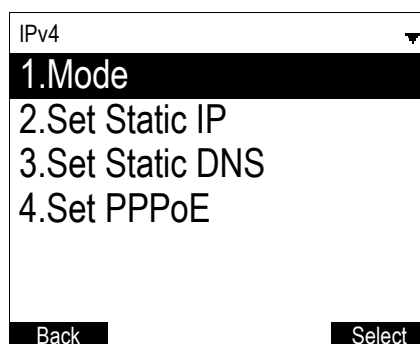 IPv4
1.Mode
2.Set Static IP
3.Set Static DNS
4.Set PPPoE
Back Select